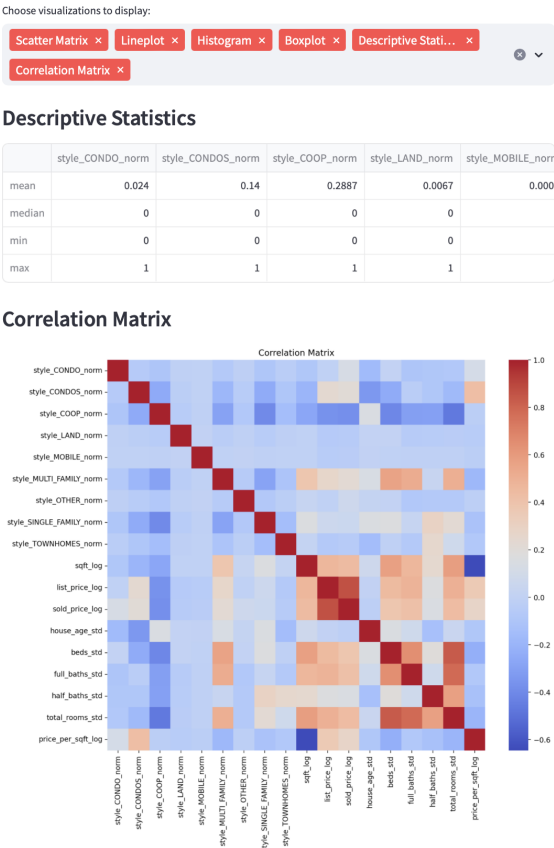 Choose visualizations to display:
Scatter Matrix × Lineplot × Histogram × Boxplot × Descriptive Stati... ×
Correlation Matrix ×
Descriptive Statistics
style_CONDO_norm style_CONDOS_norm style_COOP_norm style_LAND_norm style_MOBILE_norm
mean 0.024 0.14 0.2887 0.0067 0.000
median 0 0 0 0
min 0 0 0 0
max 1 1 1 1
Correlation Matrix
Correlation Matrix
style_CONDO_norm
style_CONDOS_norm
style_COOP_norm
style_LAND_norm
style_MOBILE_norm
style_MULTI_FAMILY_norm
style_OTHER_norm
style_SINGLE_FAMILY_norm
style_TOWNHOMES_norm
sqft_log
list_price_log
sold_price_log
house_age_std
beds_std
full_baths_std
half_baths_std
total_rooms_std
price_per_sqft_log
style_CONDO_norm
style_CONDOS_norm
style_COOP_norm
style_LAND_norm
style_MOBILE_norm
style_MULTI_FAMILY_norm
style_OTHER_norm
style_SINGLE_FAMILY_norm
style_TOWNHOMES_norm
sqft_log
list_price_log
sold_price_log
house_age_std
beds_std
full_baths_std
half_baths_std
total_rooms_std
price_per_sqft_log
1.0
0.8
0.6
0.4
0.2
0.0
−0.2
−0.4
−0.6